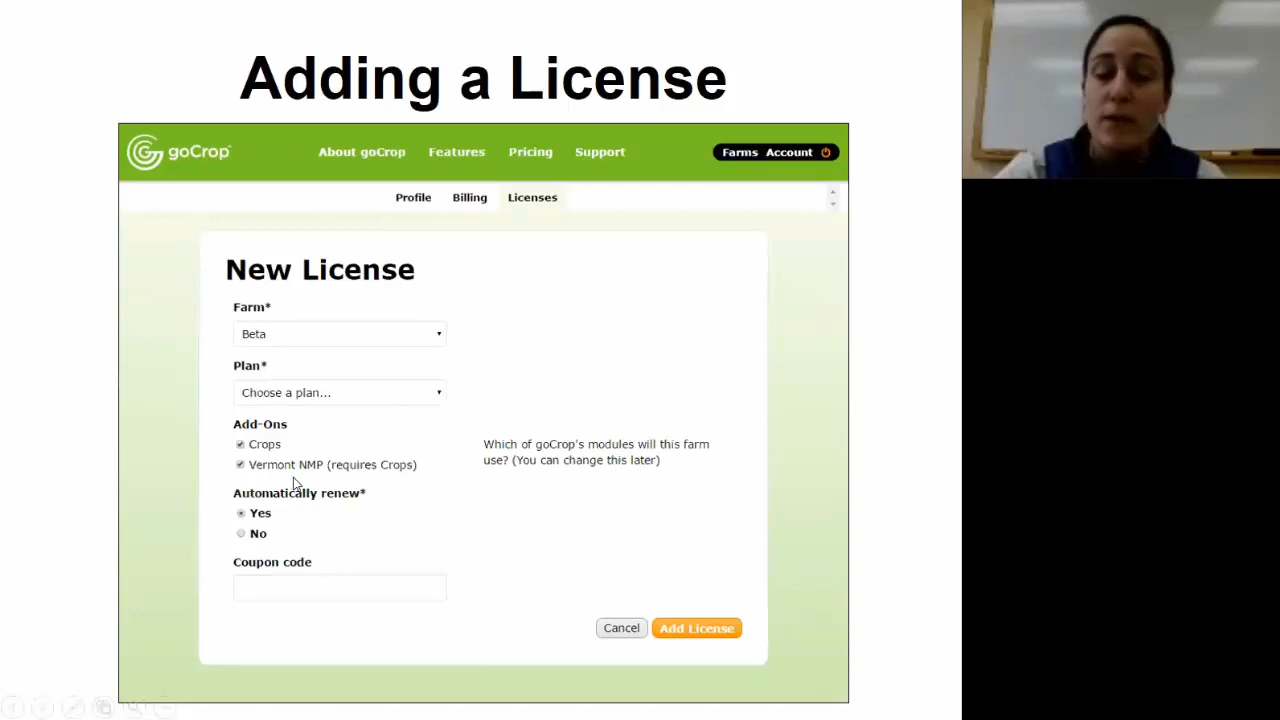 Adding a License
goCrop
About goCrop Features Pricing Support
Farms Account
Profile Billing Licenses
New License
Farm*
Beta
Plan*
Choose a plan...
Add-Ons
Crops
Vermont NMP (requires Crops)
Which of goCrop's modules will this farm
use? (You can change this later)
Automatically renew*
Yes
No
Coupon code
Cancel Add License